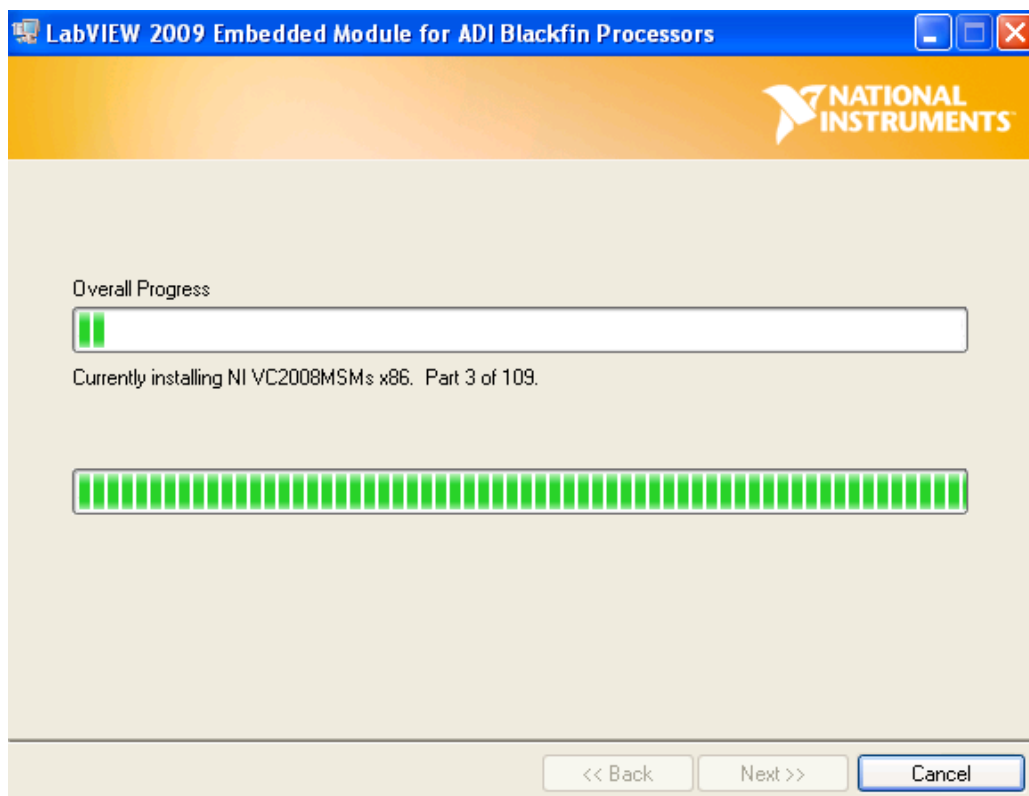 LabVIEW 2009 Embedded Module for ADI Blackfin Processors
NATIONAL
INSTRUMENTS
Overall Progress
Currently installing NI VC2008MSMs x86. Part 3 of 109.
<< Back
Next >>
Cancel